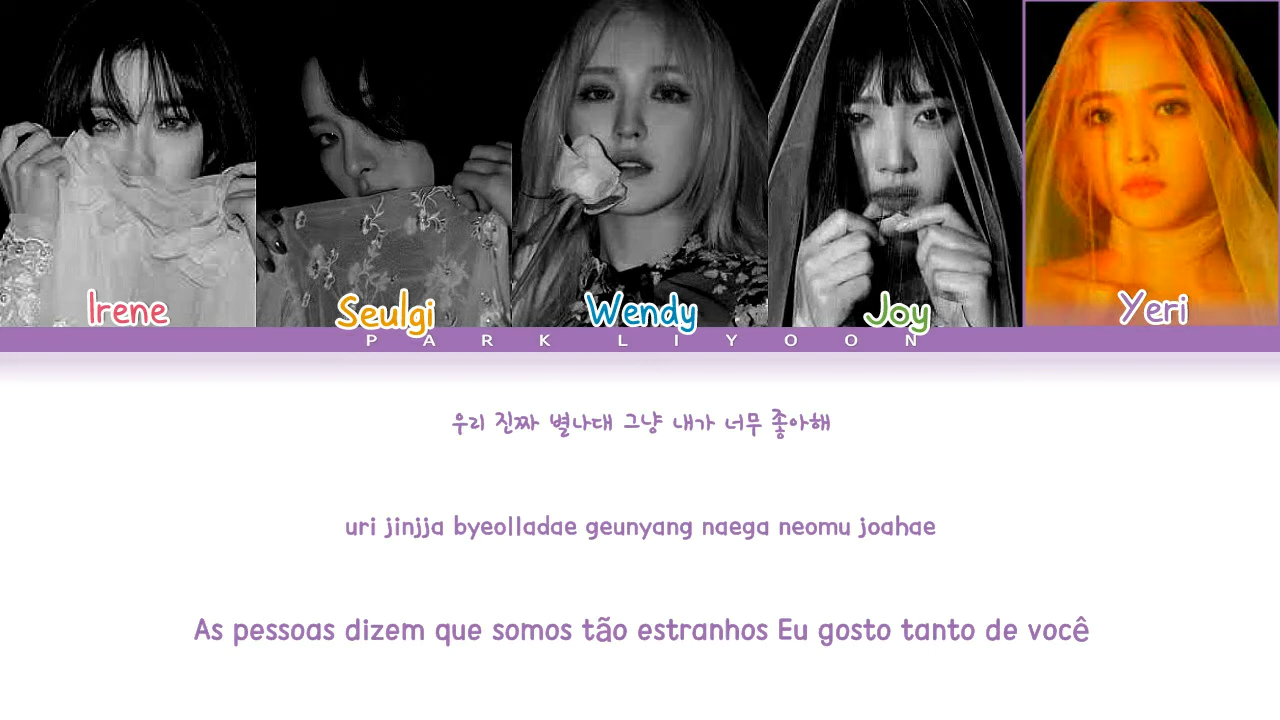 Irene
Seulgi
Wendy
Joy
Yeri
PARK LIYOON
우리 진짜 별나대 그냥 내가 너무 좋아해
uri jinjja byeolladae geunyang naega neomu joahae
As pessoas dizem que somos tão estranhos Eu gosto tanto de você